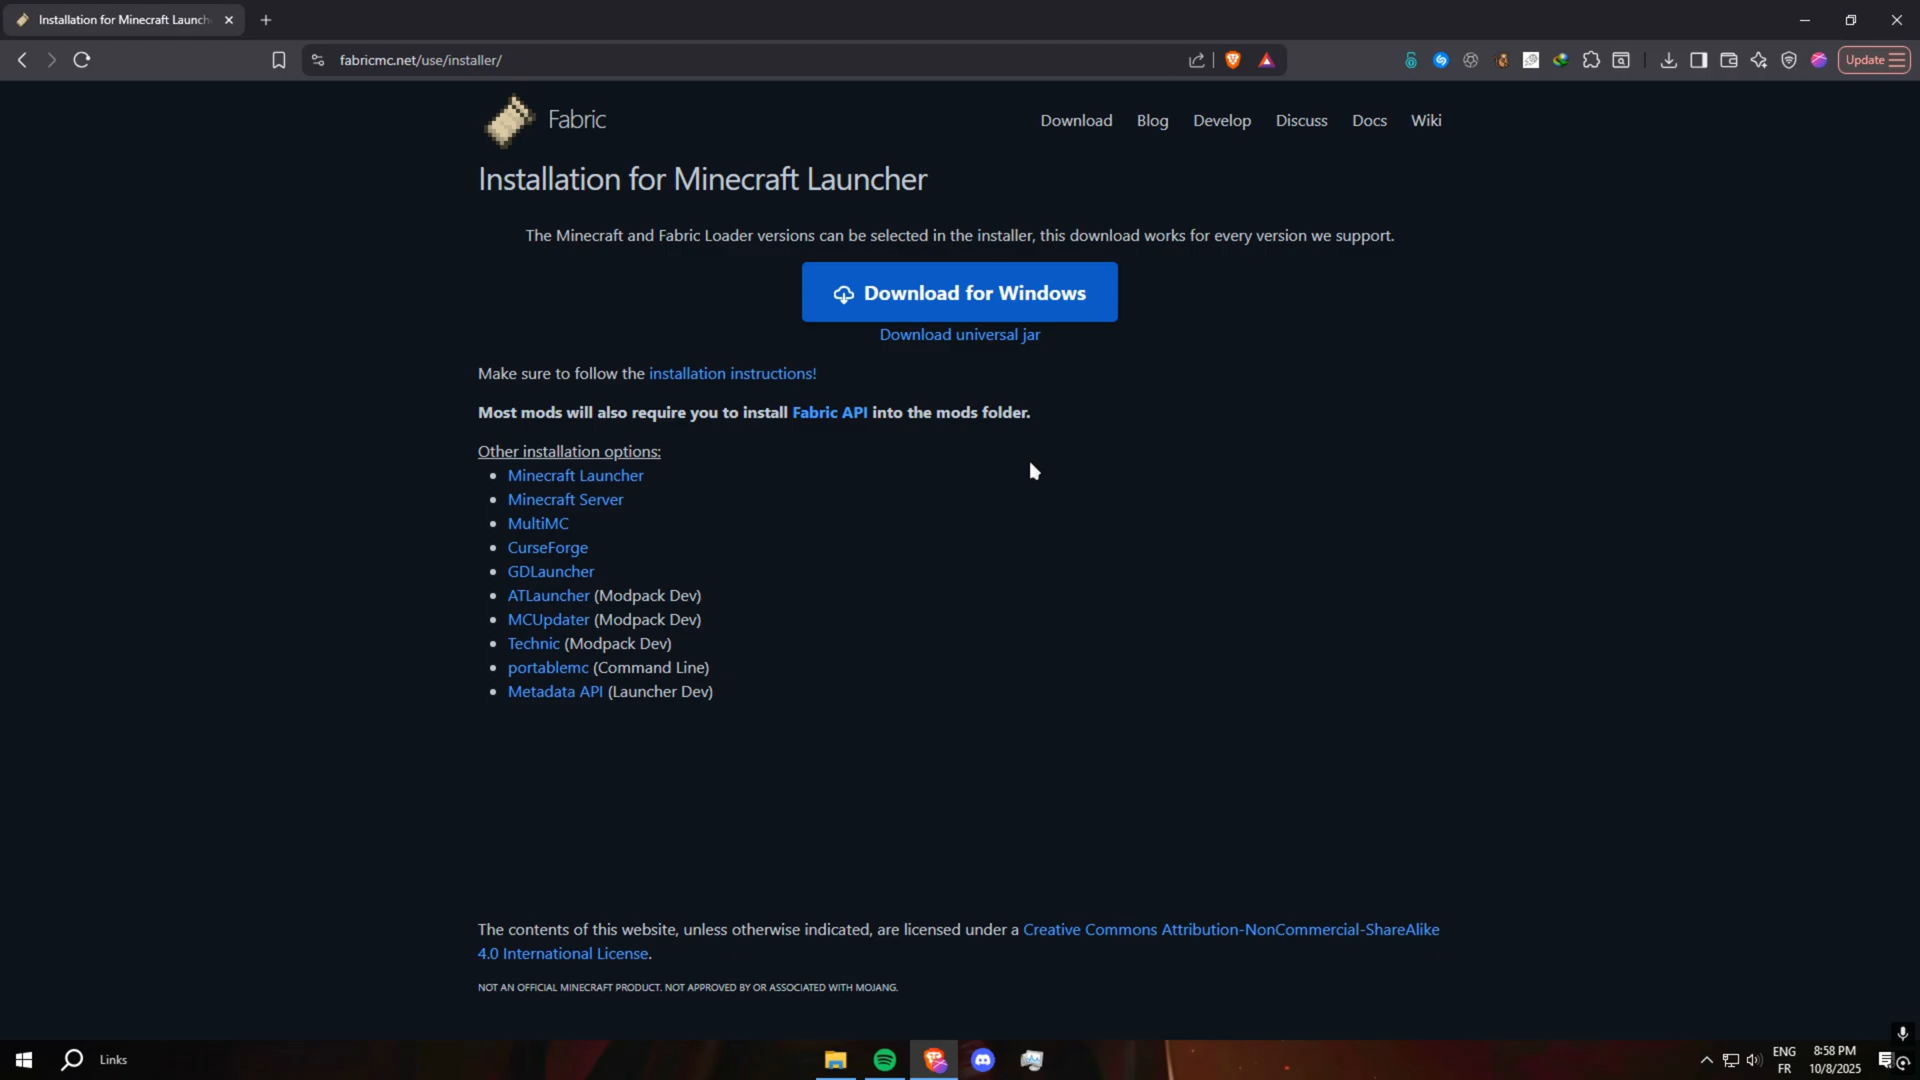 Installation for Minecraft Launch
fabricmc.net/use/installer/
Update
Fabric
Download
Blog
Develop
Discuss
Docs
Wiki
Installation for Minecraft Launcher
The Minecraft and Fabric Loader versions can be selected in the installer, this download works for every version we support.
Download for Windows
Download universal jar
Make sure to follow the installation instructions!
Most mods will also require you to install Fabric API into the mods folder.
Other installation options:
Minecraft Launcher
Minecraft Server
MultiMC
CurseForge
GDLauncher
ATLauncher (Modpack Dev)
MCUpdater (Modpack Dev)
Technic (Modpack Dev)
portablemc (Command Line)
Metadata API (Launcher Dev)
The contents of this website, unless otherwise indicated, are licensed under a Creative Commons Attribution-NonCommercial-ShareAlike
4.0 International License.
NOT AN OFFICIAL MINECRAFT PRODUCT. NOT APPROVED BY OR ASSOCIATED WITH MOJANG.
Links
ENG
FR
8:58 PM
10/8/2025